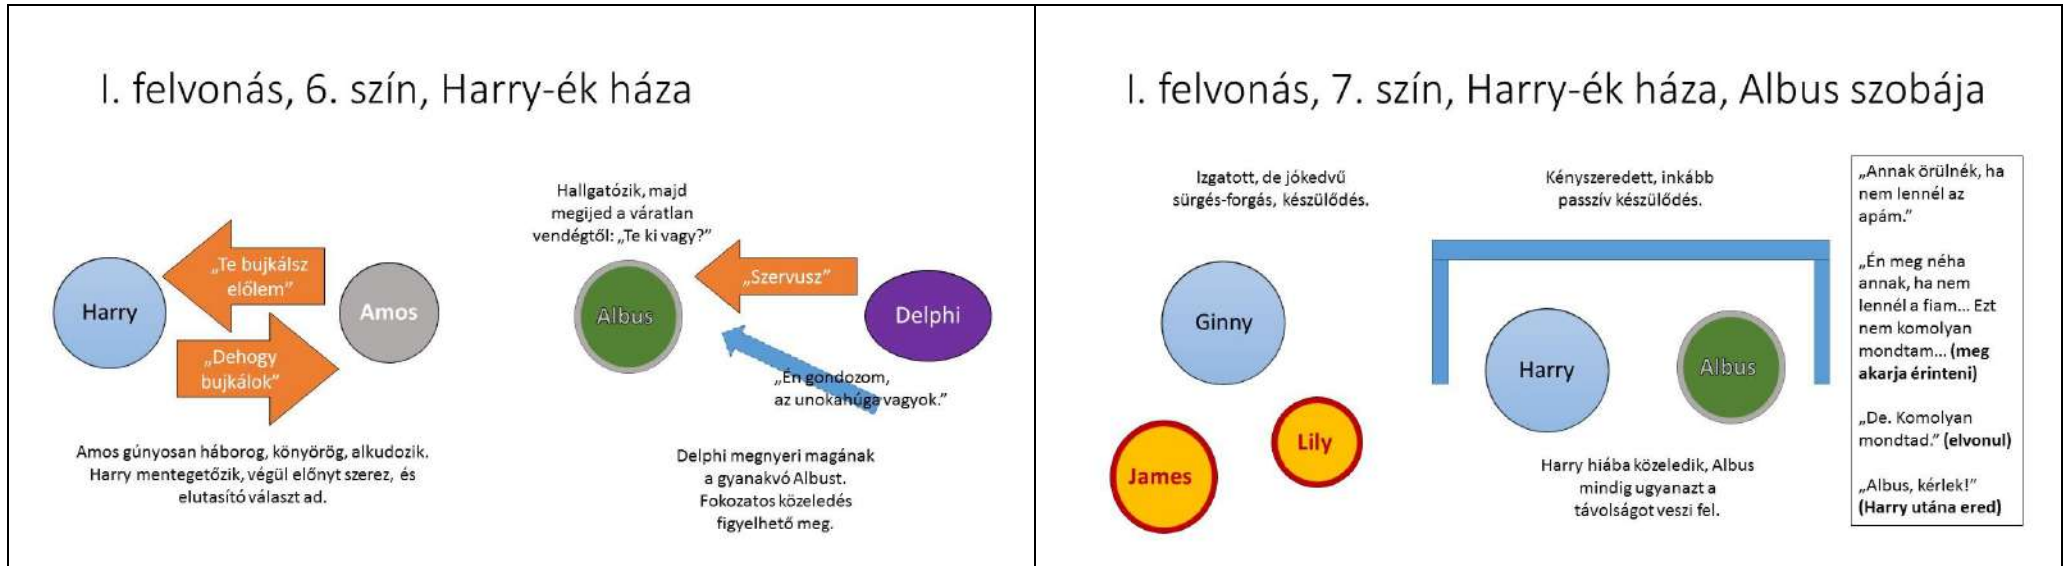 I. felvonás, 6. szín, Harry-ék háza
Hallgatózik, majd
megijed a váratlan
vendégtől: „Te ki vagy?”
Harry
„Te bujkálsz
előlem”
Amos
„Dehogy
bujkálok”
Albus
„Szervusz”
Delphi
„Én gondozom,
az unokahúga vagyok.”
Amos gúnyosan háborog, könyörög, alkudozik.
Harry mentegetőzik, végül előnyt szerez, és
elutasító választ ad.
Delphi megnyeri magának
a gyanakvó Albust.
Fokozatos közeledés
figyelhető meg.
I. felvonás, 7. szín, Harry-ék háza, Albus szobája
Izgatott, de jókedvű
sürgés-forgás, készülődés.
Ginny
James
Lily
Kényszeredett, inkább
passzív készülődés.
Harry
Albus
Harry hiába közeledik, Albus
mindig ugyanazt a
távolságot veszi fel.
„Annak örülnék, ha
nem lennél az
apám.”
„Én meg néha
annak, ha nem
lennél a fiam... Ezt
nem komolyan
mondtam... (meg
akarja érinteni)
„De. Komolyan
mondtad.” (elvonul)
„Albus, kérlek!”
(Harry utána ered)